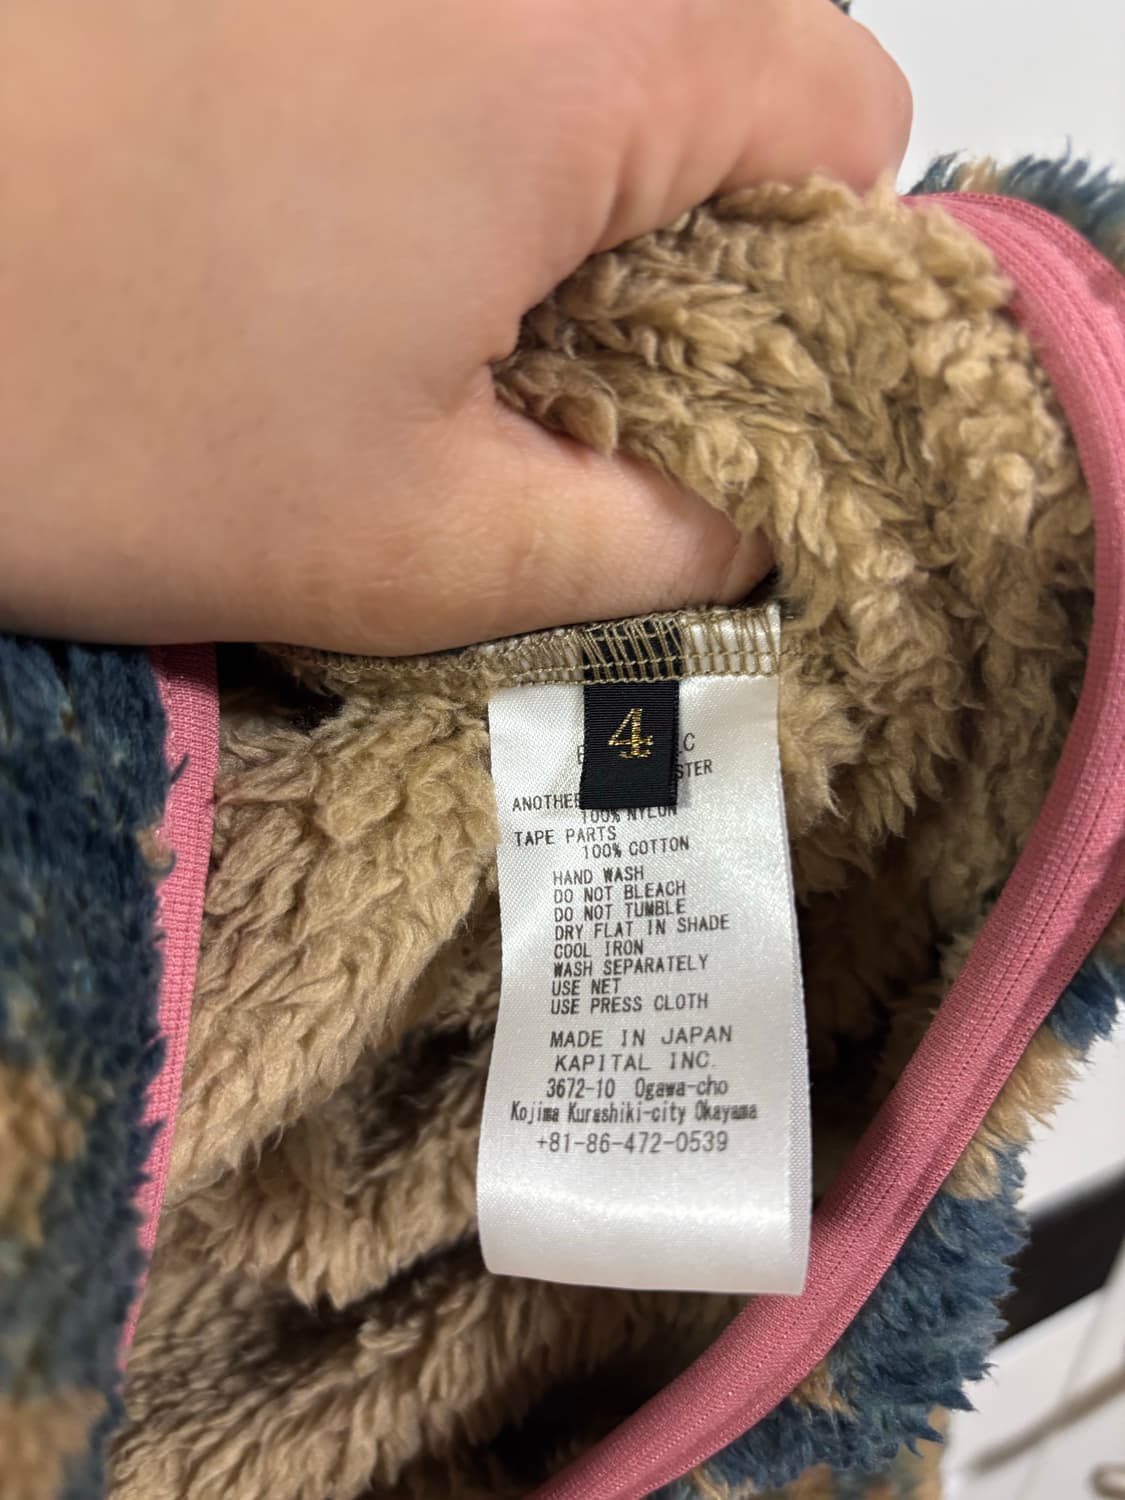 4
ANOTHER
100% NYLON
TAPE PARTS
100% COTTON
HAND WASH
DO NOT BLEACH
DO NOT TUMBLE
DRY FLAT IN SHADE
COOL IRON
WASH SEPARATELY
USE NET
USE PRESS CLOTH
MADE IN JAPAN
KAPITAL INC.
3672-10 Ogawa-cho
Kojima Kurashiki-city Okayama
+81-86-472-0539